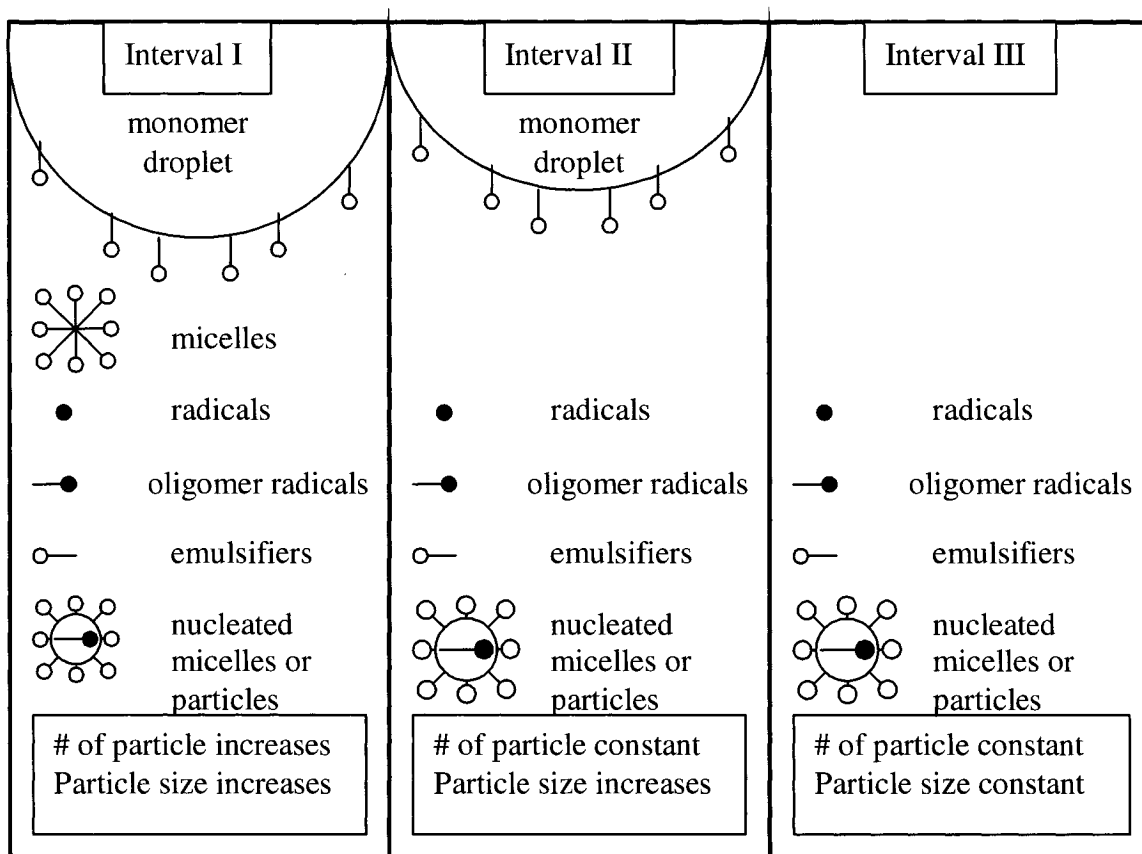 Interval I
monomer
droplet
micelles
radicals
oligomer radicals
emulsifiers
nucleated
micelles or
particles
# of particle increases
Particle size increases
Interval II
monomer
droplet
radicals
oligomer radicals
emulsifiers
nucleated
micelles or
particles
# of particle constant
Particle size increases
Interval III
radicals
oligomer radicals
emulsifiers
nucleated
micelles or
particles
# of particle constant
Particle size constant